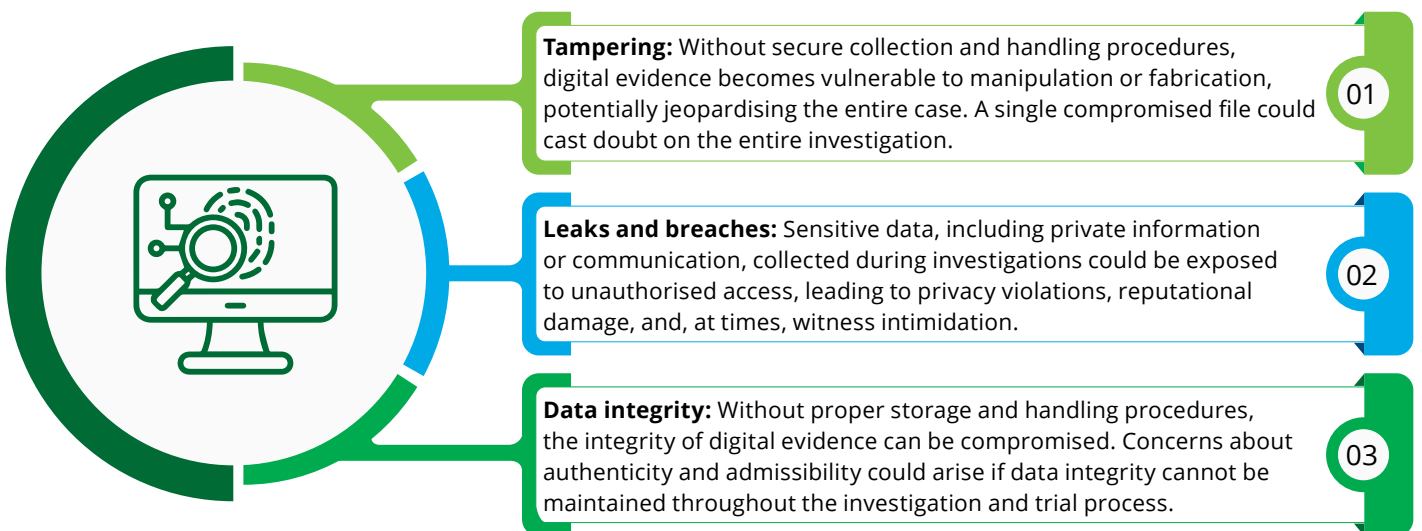 Tampering: Without secure collection and handling procedures,
digital evidence becomes vulnerable to manipulation or fabrication,
potentially jeopardising the entire case. A single compromised file could
cast doubt on the entire investigation.
01
Leaks and breaches: Sensitive data, including private information
or communication, collected during investigations could be exposed
to unauthorised access, leading to privacy violations, reputational
damage, and, at times, witness intimidation.
02
Data integrity: Without proper storage and handling procedures,
the integrity of digital evidence can be compromised. Concerns about
authenticity and admissibility could arise if data integrity cannot be
maintained throughout the investigation and trial process.
03